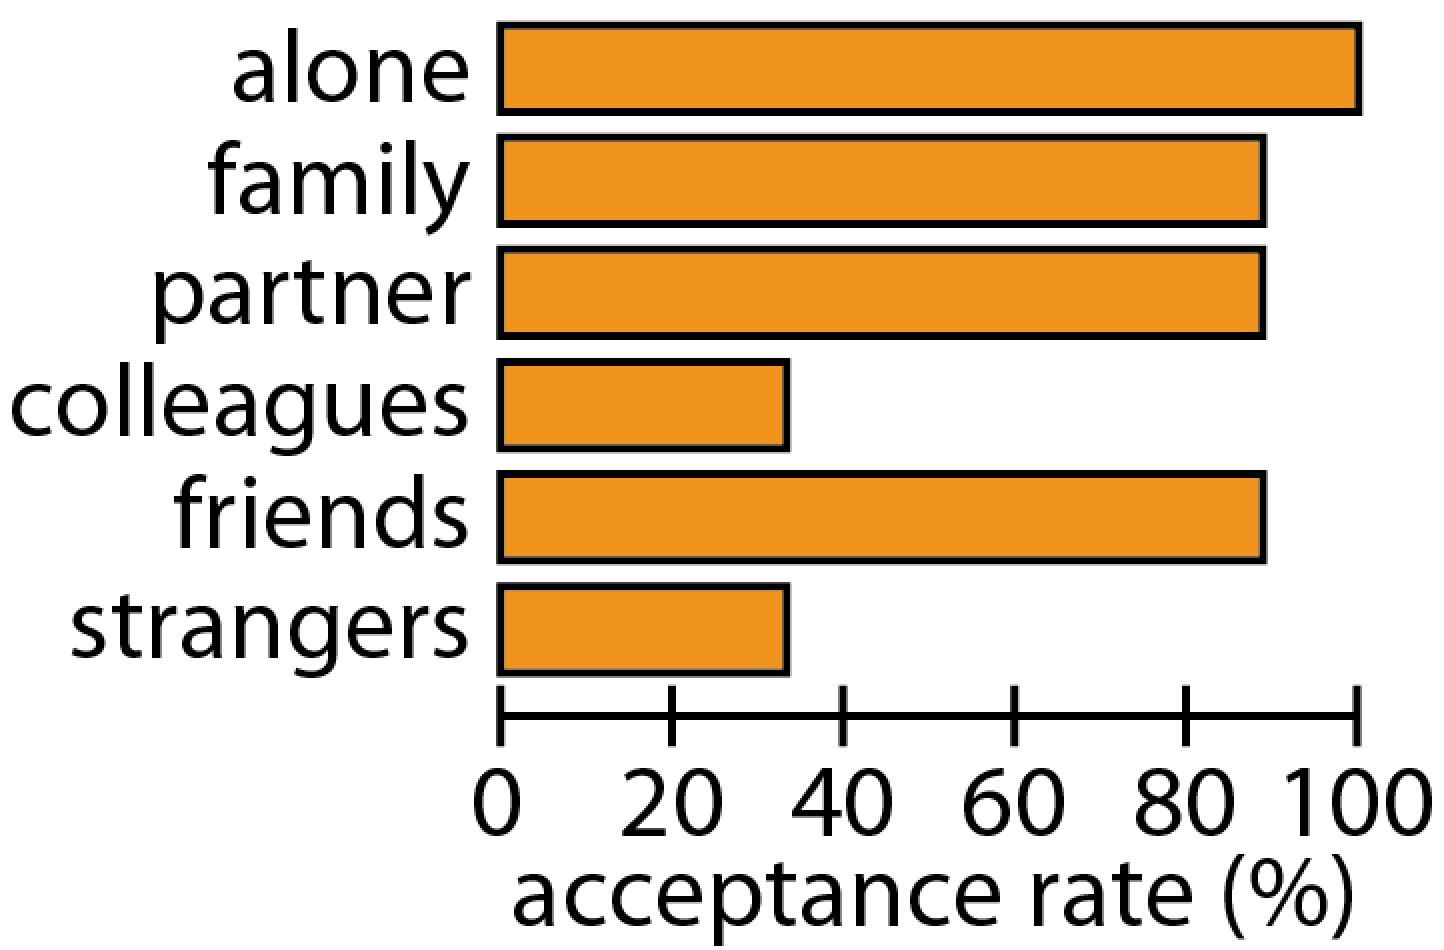 alone
family
partner
colleagues
friends
strangers
0 20 40 60 80 100
acceptance rate (%)